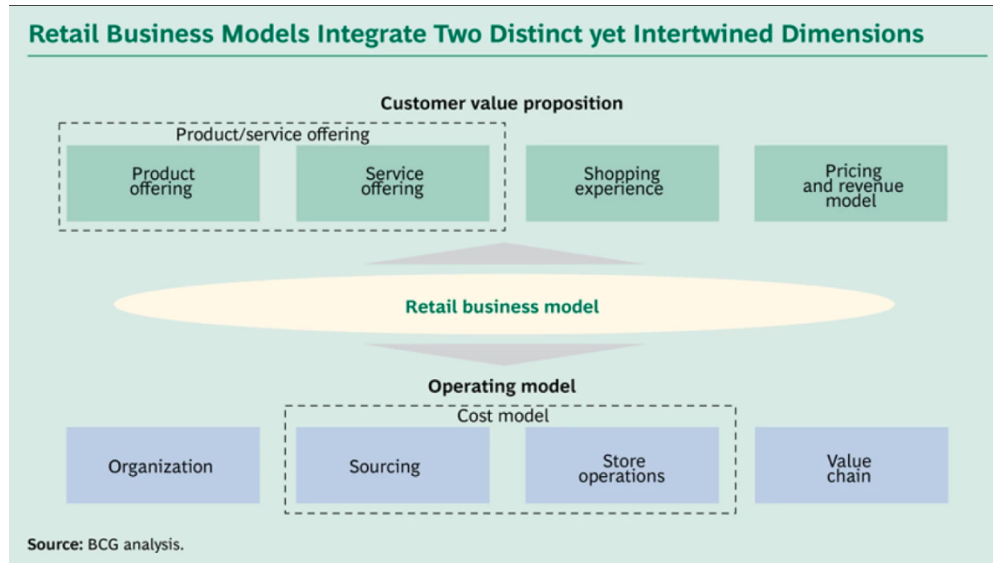 Retail Business Models Integrate Two Distinct yet Intertwined Dimensions
Customer value proposition
Product/service offering
Product
offering
Service
offering
Shopping
experience
Pricing
and revenue
model
Retail business model
Operating model
Cost model
Organization
Sourcing
Store
operations
Value
chain
Source: BCG analysis.